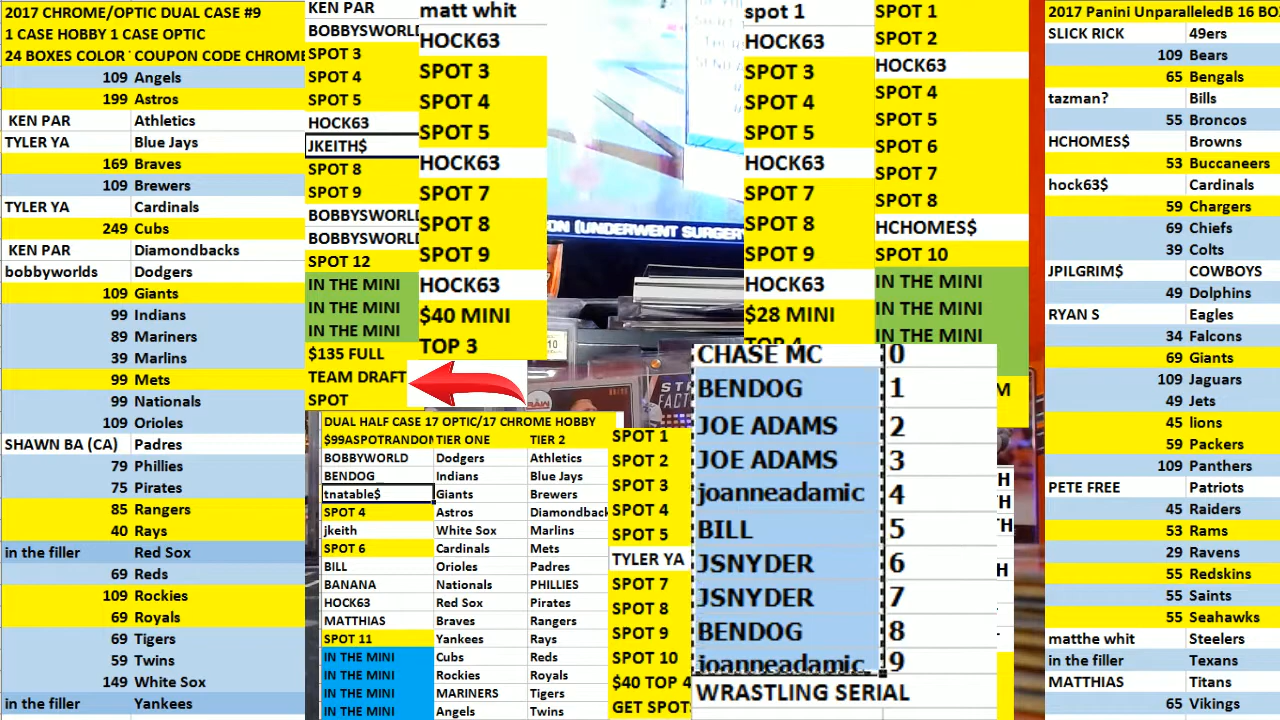 2017 CHROME/OPTIC DUAL CASE #9
1 CASE HOBBY 1 CASE OPTIC
24 BOXES COLOR COUPON CODE CHROME
109 Angels
199 Astros
KEN PAR Athletics
TYLER YA Blue Jays
169 Braves
109 Brewers
TYLER YA Cardinals
249 Cubs
KEN PAR Diamondbacks
bobbyworlds Dodgers
109 Giants
99 Indians
89 Mariners
39 Marlins
99 Mets
99 Nationals
109 Orioles
SHAWN BA (CA) Padres
79 Phillies
75 Pirates
85 Rangers
40 Rays
in the filler Red Sox
69 Reds
109 Rockies
69 Royals
69 Tigers
59 Twins
149 White Sox
in the filler Yankees
KEN PAR
BOBBYSWORLD
SPOT 3
SPOT 4
SPOT 5
HOCK63
JKEITH$
SPOT 8
SPOT 9
BOBBYSWORLD
BOBBYSWORLD
SPOT 12
IN THE MINI
IN THE MINI
IN THE MINI
$135 FULL
TEAM DRAFT
SPOT
matt whit
HOCK63
SPOT 3
SPOT 4
SPOT 5
HOCK63
SPOT 7
SPOT 8
SPOT 9
HOCK63
$40 MINI
TOP 3
ON (UNDERWENT SURGERY
10
spot 1
HOCK63
SPOT 3
SPOT 4
SPOT 5
HOCK63
SPOT 7
SPOT 8
SPOT 9
HOCK63
$28 MINI
TOP 4
SPOT 1
SPOT 2
HOCK63
SPOT 4
SPOT 5
SPOT 6
SPOT 7
SPOT 8
HCHOMES$
SPOT 10
IN THE MINI
IN THE MINI
IN THE MINI
M
H
H
TH
H
DUAL HALF CASE 17 OPTIC/17 CHROME HOBBY
$99ASPOTRANDOM TIER ONE TIER 2
BOBBYWORLD Dodgers Athletics
BENDOG Indians Blue Jays
tnatable$ Giants Brewers
SPOT 4 Astros Diamondback
jkeith White Sox Marlins
SPOT 6 Cardinals Mets
BILL Orioles Padres
BANANA Nationals PHILLIES
HOCK63 Red Sox Pirates
MATTHIAS Braves Rangers
SPOT 11 Yankees Rays
IN THE MINI Cubs Reds
IN THE MINI Rockies Royals
IN THE MINI MARINERS Tigers
IN THE MINI Angels Twins
SPOT 1
SPOT 2
SPOT 3
SPOT 4
SPOT 5
TYLER YA
SPOT 7
SPOT 8
SPOT 9
SPOT 10
$40 TOP 4
GET SPOT
CHASE MC 0
BENDOG 1
JOE ADAMS 2
JOE ADAMS 3
joanneadamic 4
BILL 5
JSNYDER 6
JSNYDER 7
BENDOG 8
joanneadamic 9
WRASTLING SERIAL
2017 Panini UnparalleledB 16 BO
SLICK RICK 49ers
109 Bears
65 Bengals
tazman? Bills
55 Broncos
HCHOMES$ Browns
53 Buccaneers
hock63$ Cardinals
59 Chargers
69 Chiefs
39 Colts
JPILGRIM$ COWBOYS
49 Dolphins
RYAN S Eagles
34 Falcons
69 Giants
109 Jaguars
49 Jets
45 lions
59 Packers
109 Panthers
PETE FREE Patriots
45 Raiders
53 Rams
29 Ravens
55 Redskins
55 Saints
55 Seahawks
matthe whit Steelers
in the filler Texans
MATTHIAS Titans
65 Vikings